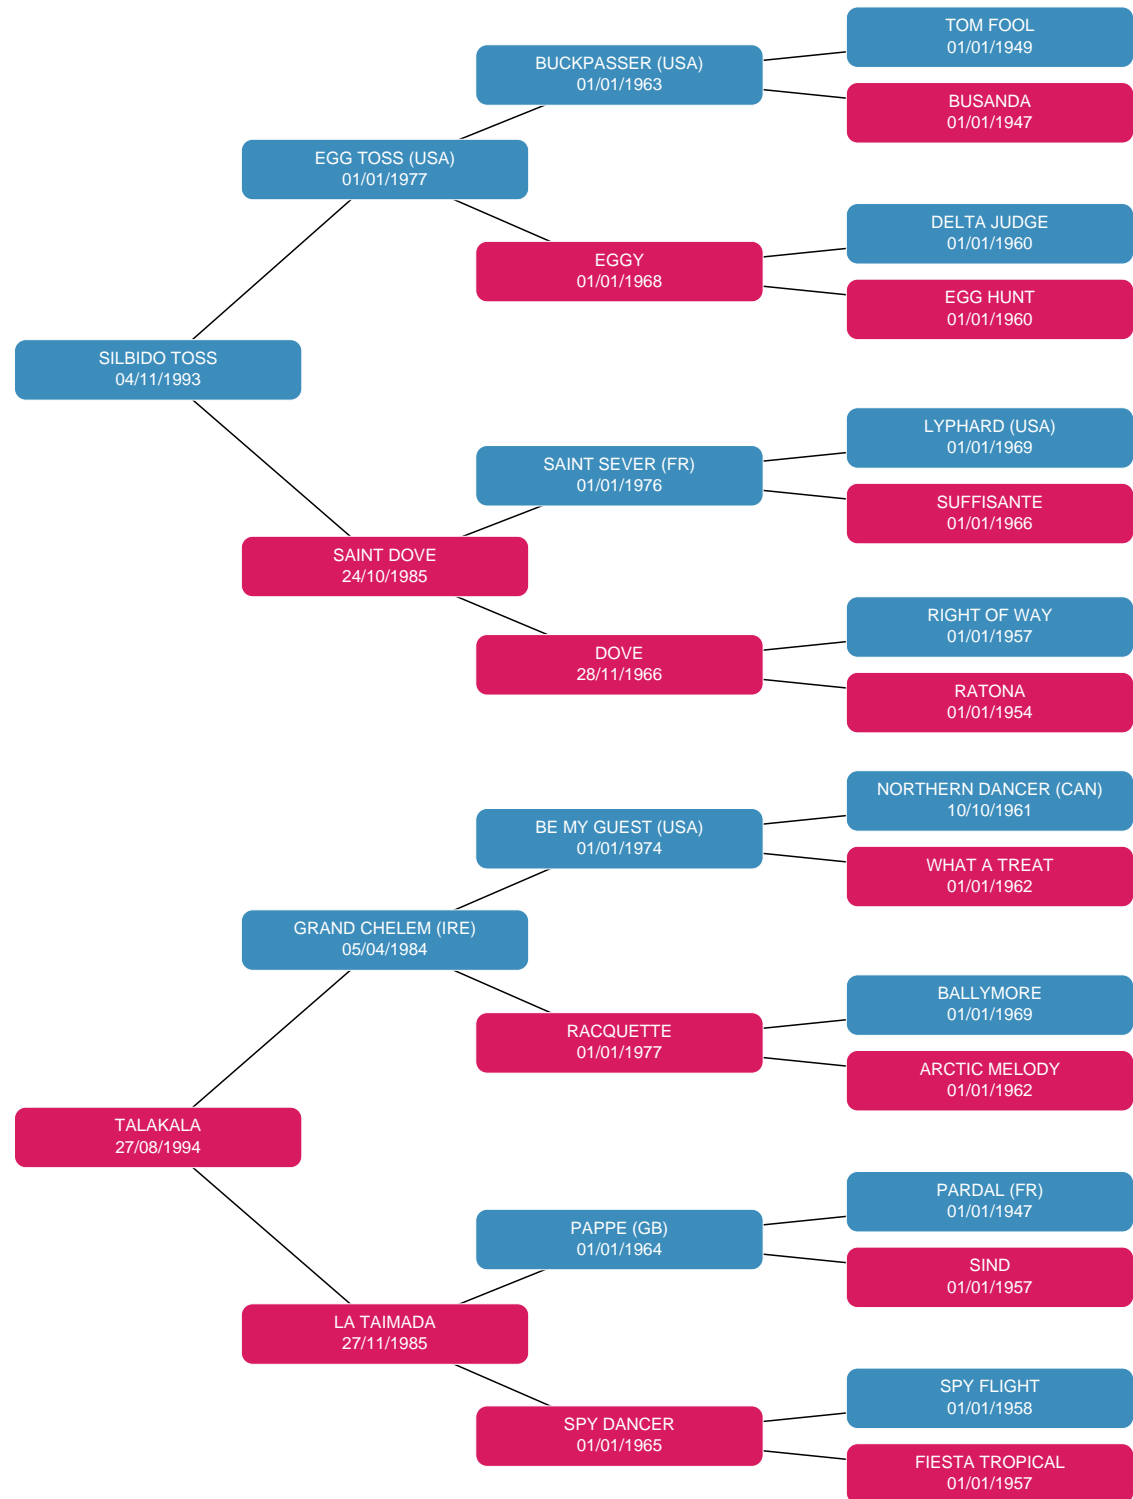 TOM FOOL
01/01/1949
BUCKPASSER (USA)
01/01/1963
BUSANDA
01/01/1947
EGG TOSS (USA)
01/01/1977
DELTA JUDGE
01/01/1960
EGGY
01/01/1968
EGG HUNT
01/01/1960
SILBIDO TOSS
04/11/1993
LYPHARD (USA)
01/01/1969
SAINT SEVER (FR)
01/01/1976
SUFFISANTE
01/01/1966
SAINT DOVE
24/10/1985
RIGHT OF WAY
01/01/1957
DOVE
28/11/1966
RATONA
01/01/1954
NORTHERN DANCER (CAN)
10/10/1961
BE MY GUEST (USA)
01/01/1974
WHAT A TREAT
01/01/1962
GRAND CHELEM (IRE)
05/04/1984
BALLYMORE
01/01/1969
RACQUETTE
01/01/1977
ARCTIC MELODY
01/01/1962
TALAKALA
27/08/1994
PARDAL (FR)
01/01/1947
PAPPE (GB)
01/01/1964
SIND
01/01/1957
LA TAIMADA
27/11/1985
SPY FLIGHT
01/01/1958
SPY DANCER
01/01/1965
FIESTA TROPICAL
01/01/1957